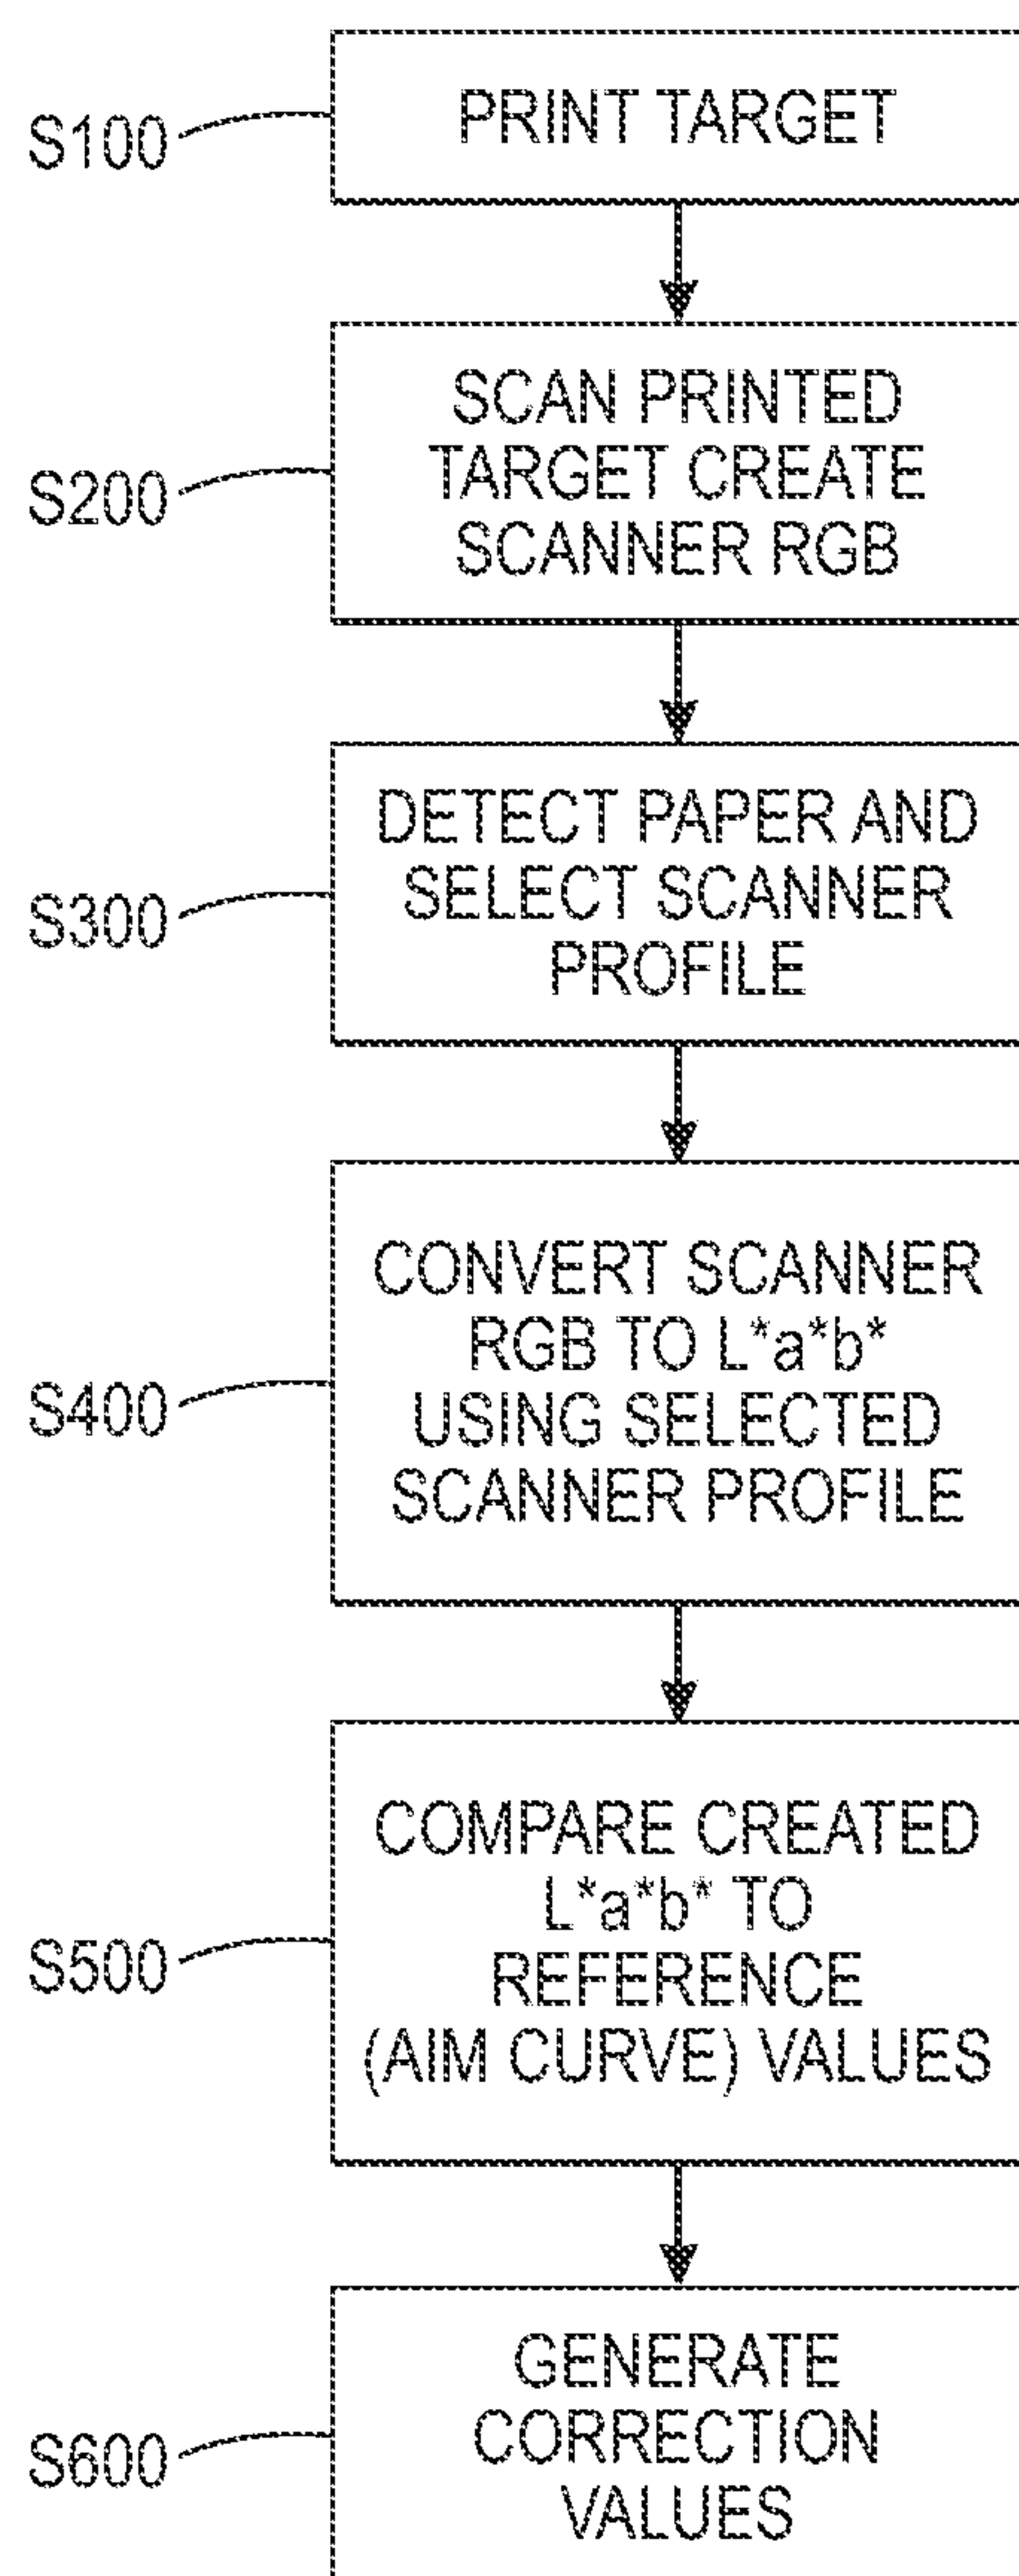 S100
PRINT TARGET
S200
SCAN PRINTED
TARGET CREATE
SCANNER RGB
S300
DETECT PAPER AND
SELECT SCANNER
PROFILE
S400
CONVERT SCANNER
RGB TO L*a*b*
USING SELECTED
SCANNER PROFILE
S500
COMPARE CREATED
L*a*b* TO
REFERENCE
(AIM CURVE) VALUES
S600
GENERATE
CORRECTION
VALUES